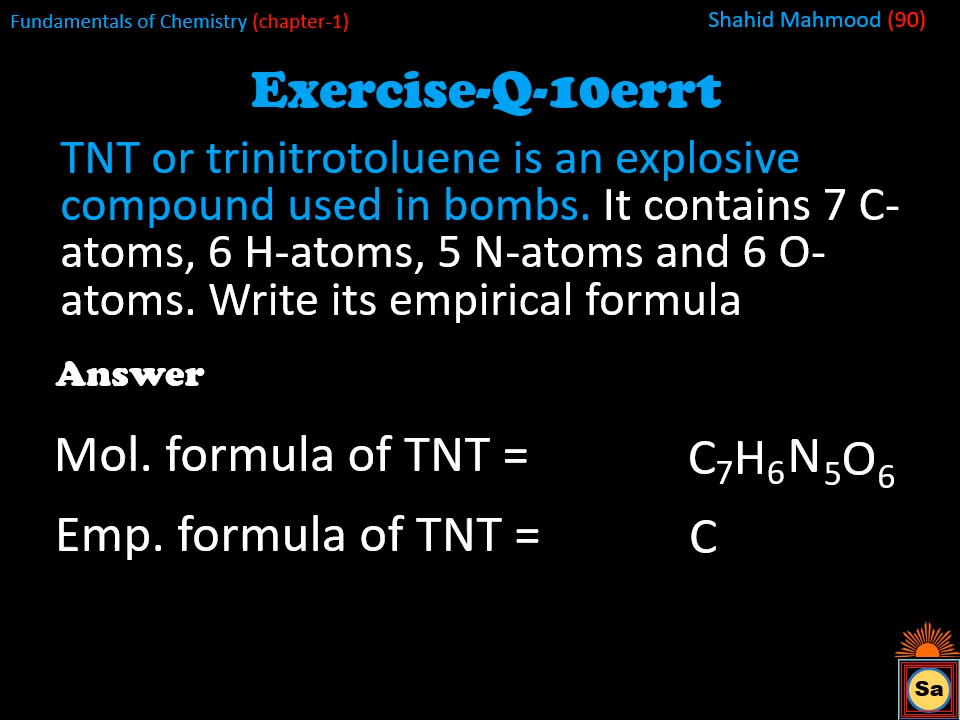 Fundamentals of Chemistry (chapter-1)
Shahid Mahmood (90)
Exercise-Q-10errt
TNT or trinitrotoluene is an explosive
compound used in bombs. It contains 7 C-
atoms, 6 H-atoms, 5 N-atoms and 6 O-
atoms. Write its empirical formula
Answer
Mol. formula of TNT = C₇H₆N₅O₆
Emp. formula of TNT = C
Sa